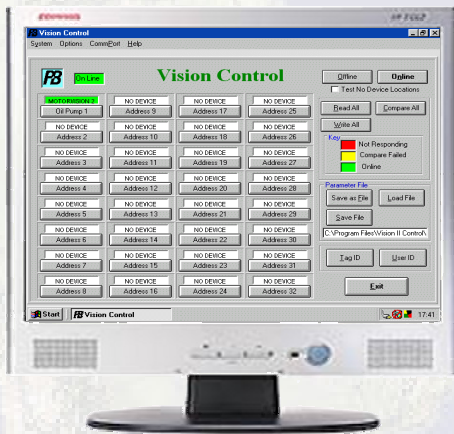 Vision Control
System Options CommPort Help
PB On Line Vision Control Offline Online
Test No Device Locations
MOTORVISION 2 NO DEVICE NO DEVICE NO DEVICE
Oil Pump 1 Address 9 Address 17 Address 25
Read All Compare All
NO DEVICE NO DEVICE NO DEVICE NO DEVICE
Address 2 Address 10 Address 18 Address 26
Write All
Key
Not Responding
NO DEVICE NO DEVICE NO DEVICE NO DEVICE
Address 3 Address 11 Address 19 Address 27
Compare Failed
Online
NO DEVICE NO DEVICE NO DEVICE NO DEVICE
Address 4 Address 12 Address 20 Address 28
Parameter File
Save as File Load File
NO DEVICE NO DEVICE NO DEVICE NO DEVICE
Address 5 Address 13 Address 21 Address 29
Save File
NO DEVICE NO DEVICE NO DEVICE NO DEVICE
Address 6 Address 14 Address 22 Address 30
C:\Program Files\Vision II Control\
NO DEVICE NO DEVICE NO DEVICE NO DEVICE
Address 7 Address 15 Address 23 Address 31
Tag ID User ID
NO DEVICE NO DEVICE NO DEVICE NO DEVICE
Address 8 Address 16 Address 24 Address 32
Exit
Start PB Vision Control 17:41